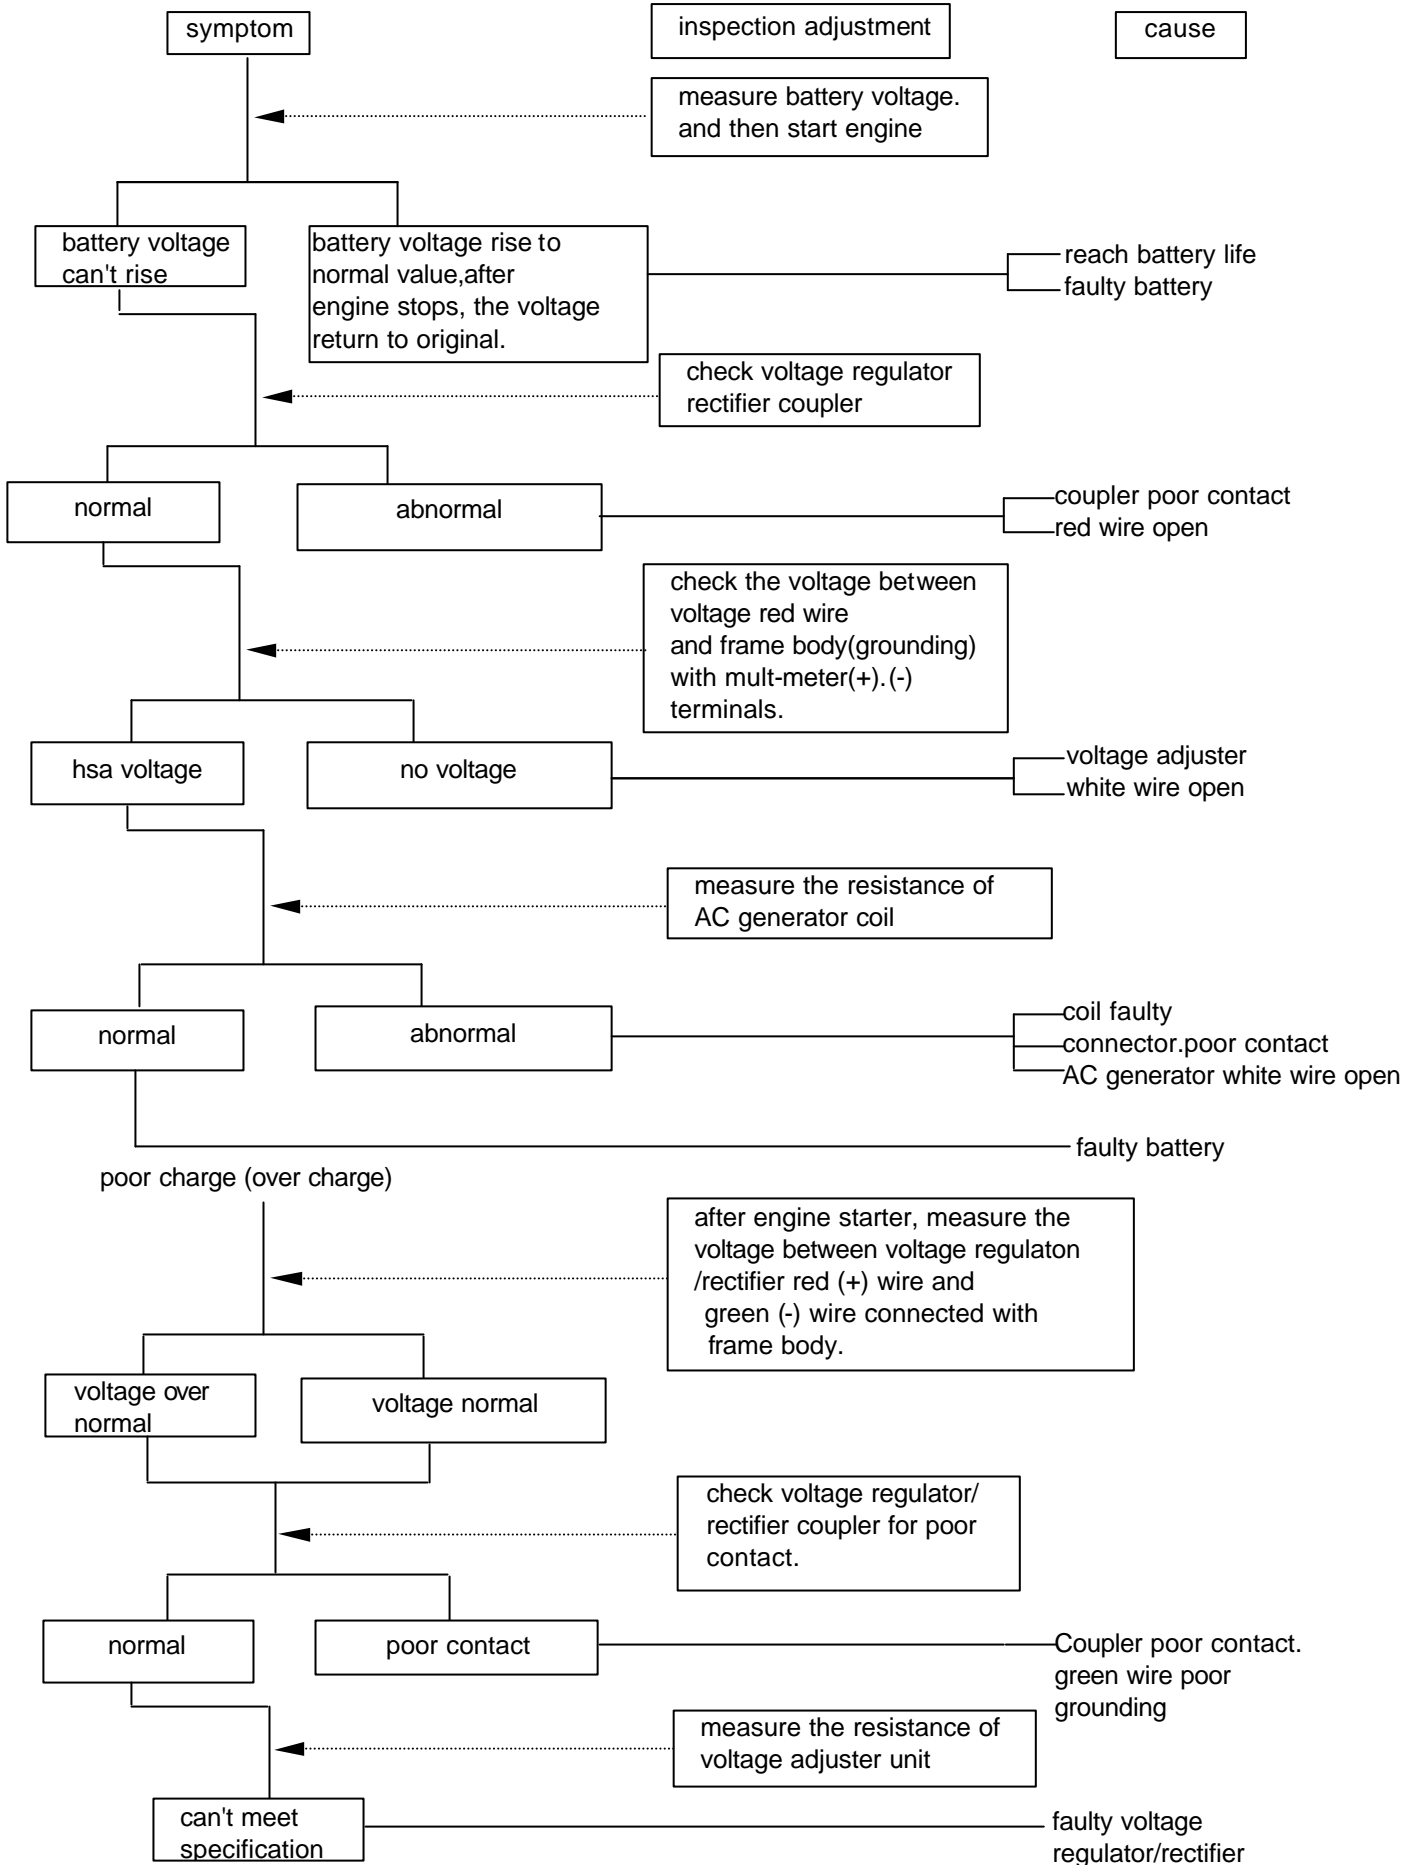 symptom
inspection adjustment
cause
measure battery voltage.
and then start engine
battery voltage
can't rise
battery voltage rise to
normal value,after
engine stops, the voltage
return to original.
reach battery life
faulty battery
check voltage regulator
rectifier coupler
normal
abnormal
coupler poor contact
red wire open
check the voltage between
voltage red wire
and frame body(grounding)
with mult-meter(+).(-)
terminals.
hsa voltage
no voltage
voltage adjuster
white wire open
measure the resistance of
AC generator coil
normal
abnormal
coil faulty
connector.poor contact
AC generator white wire open
faulty battery
poor charge (over charge)
after engine starter, measure the
voltage between voltage regulaton
/rectifier red (+) wire and
green (-) wire connected with
frame body.
voltage over
normal
voltage normal
check voltage regulator/
rectifier coupler for poor
contact.
normal
poor contact
Coupler poor contact.
green wire poor
grounding
measure the resistance of
voltage adjuster unit
can't meet
specification
faulty voltage
regulator/rectifier